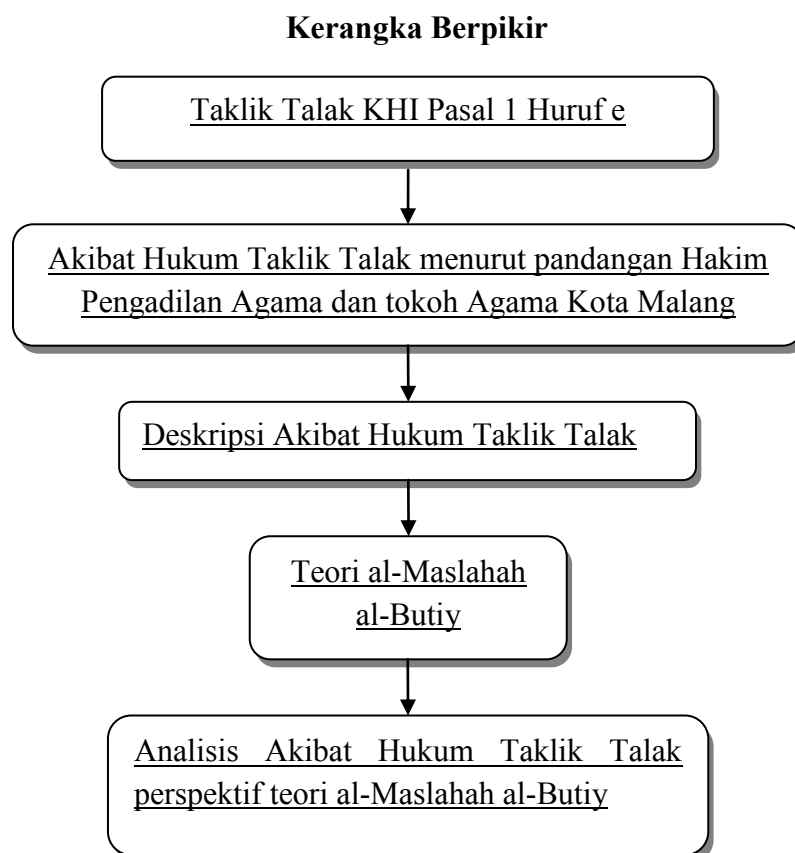 Kerangka Berpikir
Taklik Talak KHI Pasal 1 Huruf e
Akibat Hukum Taklik Talak menurut pandangan Hakim
Pengadilan Agama dan tokoh Agama Kota Malang
Deskripsi Akibat Hukum Taklik Talak
Teori al-Maslahah
al-Butiy
Analisis Akibat Hukum Taklik Talak
perspektif teori al-Maslahah al-Butiy